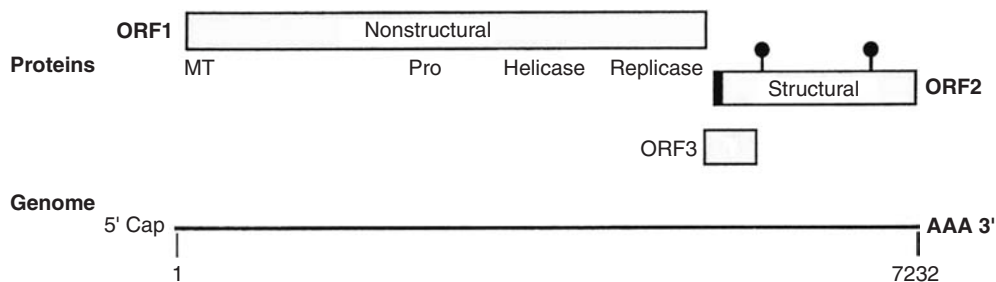 ORF1 Nonstructural
Proteins MT Pro Helicase Replicase
Structural ORF2
ORF3
Genome
5' Cap AAA 3'
1 7232